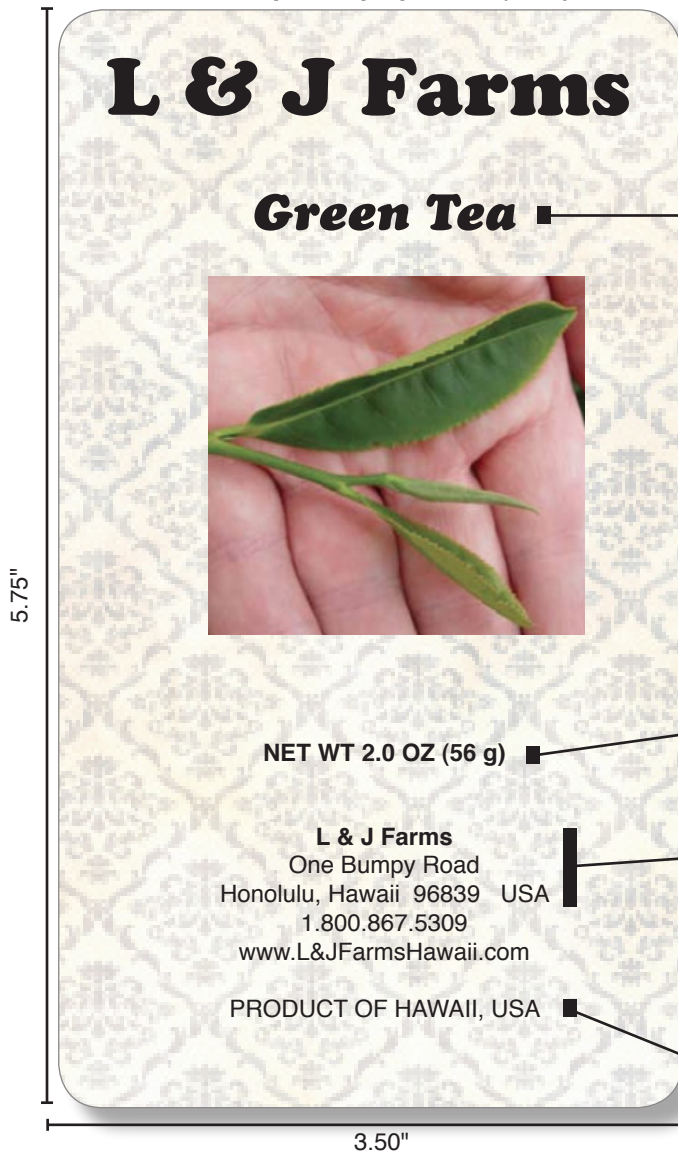 L & J Farms
Green Tea
5.75"
NET WT 2.0 OZ (56 g)
L & J Farms
One Bumpy Road
Honolulu, Hawaii 96839 USA
1.800.867.5309
www.L&JFarmsHawaii.com
PRODUCT OF HAWAII, USA
3.50"